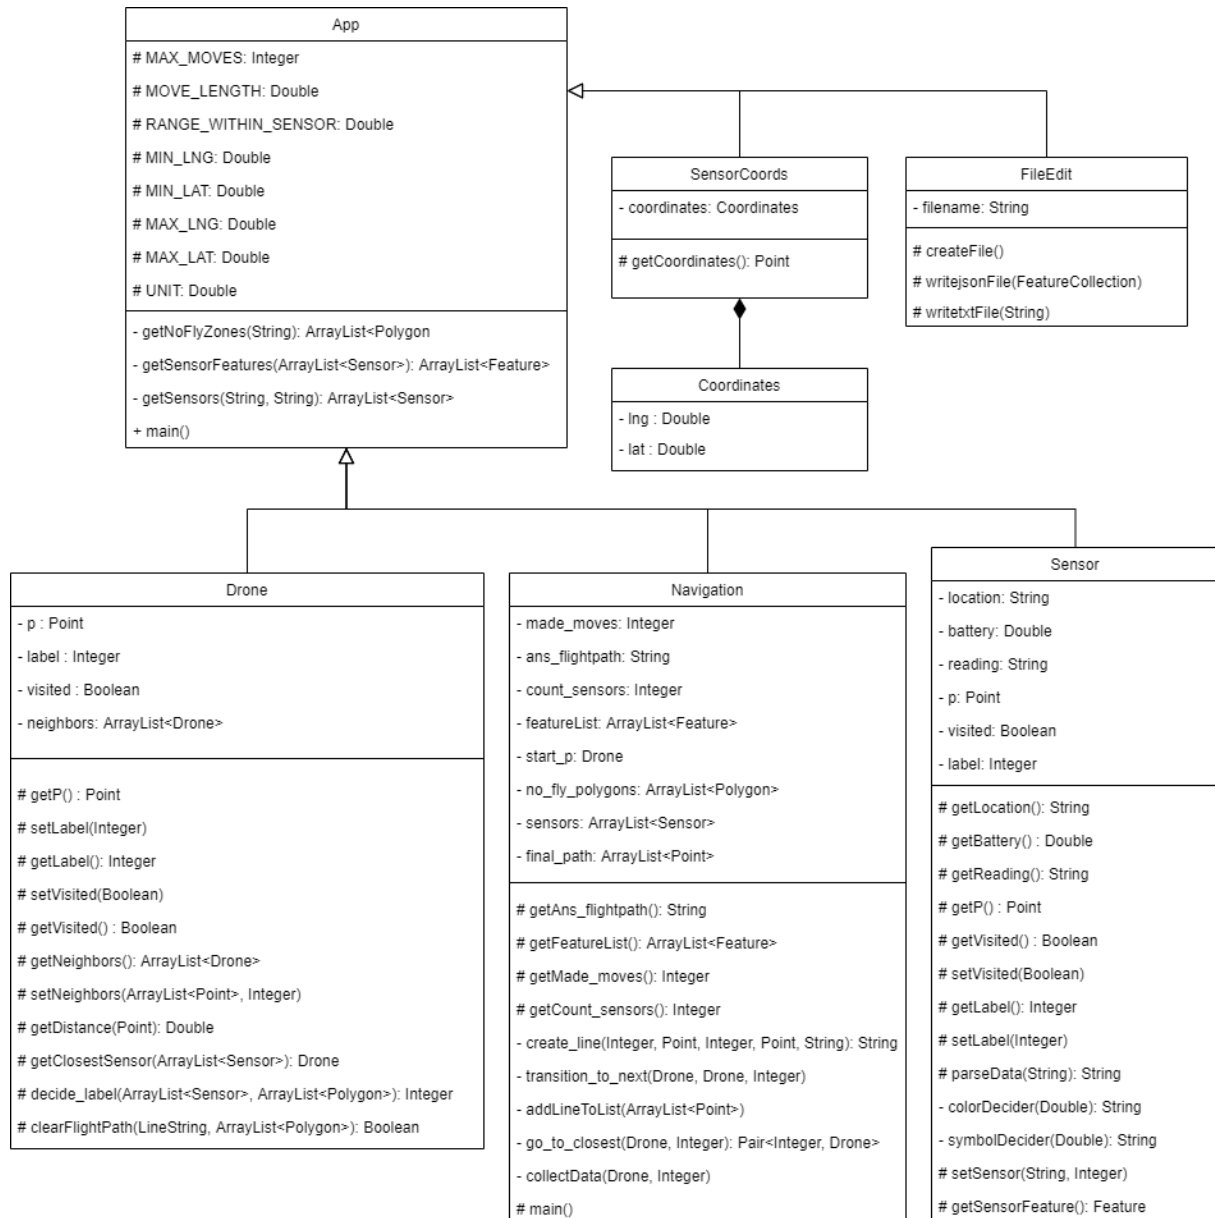 App
# MAX_MOVES: Integer
# MOVE_LENGTH: Double
# RANGE_WITHIN_SENSOR: Double
# MIN_LNG: Double
# MIN_LAT: Double
# MAX_LNG: Double
# MAX_LAT: Double
# UNIT: Double
- getNoFlyZones(String): ArrayList<Polygon
- getSensorFeatures(ArrayList<Sensor>): ArrayList<Feature>
- getSensors(String, String): ArrayList<Sensor>
+ main()
SensorCoords
- coordinates: Coordinates
# getCoordinates(): Point
FileEdit
- filename: String
# createFile()
# writejsonFile(FeatureCollection)
# writetxtFile(String)
Coordinates
- lng : Double
- lat : Double
Drone
- p : Point
- label : Integer
- visited : Boolean
- neighbors: ArrayList<Drone>
# getP() : Point
# setLabel(Integer)
# getLabel(): Integer
# setVisited(Boolean)
# getVisited() : Boolean
# getNeighbors(): ArrayList<Drone>
# setNeighbors(ArrayList<Point>, Integer)
# getDistance(Point): Double
# getClosestSensor(ArrayList<Sensor>): Drone
# decide_label(ArrayList<Sensor>, ArrayList<Polygon>): Integer
# clearFlightPath(LineString, ArrayList<Polygon>): Boolean
Navigation
- made_moves: Integer
- ans_flightpath: String
- count_sensors: Integer
- featureList: ArrayList<Feature>
- start_p: Drone
- no_fly_polygons: ArrayList<Polygon>
- sensors: ArrayList<Sensor>
- final_path: ArrayList<Point>
# getAns_flightpath(): String
# getFeatureList(): ArrayList<Feature>
# getMade_moves(): Integer
# getCount_sensors(): Integer
- create_line(Integer, Point, Integer, Point, String): String
- transition_to_next(Drone, Drone, Integer)
- addLineToList(ArrayList<Point>)
- go_to_closest(Drone, Integer): Pair<Integer, Drone>
- collectData(Drone, Integer)
# main()
Sensor
- location: String
- battery: Double
- reading: String
- p: Point
- visited: Boolean
- label: Integer
# getLocation(): String
# getBattery() : Double
# getReading(): String
# getP() : Point
# getVisited() : Boolean
# setVisited(Boolean)
# getLabel(): Integer
# setLabel(Integer)
# parseData(String): String
- colorDecider(Double): String
- symbolDecider(Double): String
# setSensor(String, Integer)
# getSensorFeature(): Feature